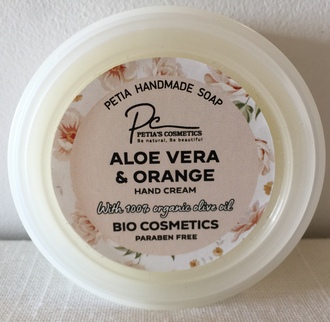 PETIA HANDMADE SOAP
PC
PETIA'S COSMETICS
Be natural, Be beautiful
ALOE VERA
& ORANGE
HAND CREAM
With 100% organic olive oil
BIO COSMETICS
PARABEN FREE